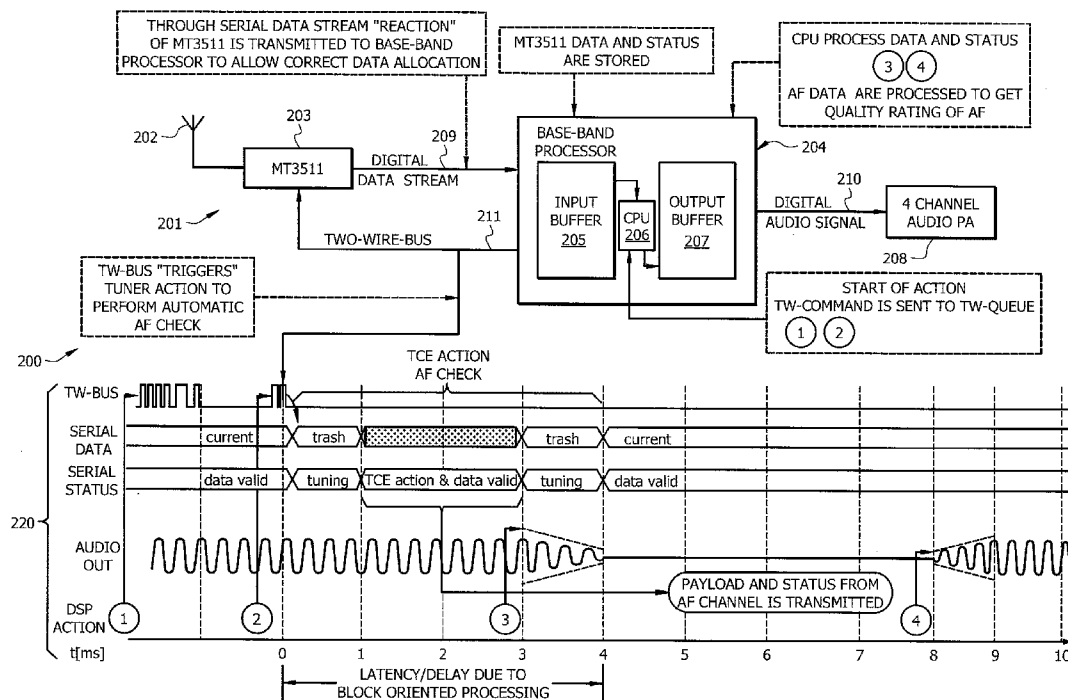 THROUGH SERIAL DATA STREAM "REACTION"
OF MT3511 IS TRANSMITTED TO BASE-BAND
PROCESSOR TO ALLOW CORRECT DATA ALLOCATION
MT3511 DATA AND STATUS
ARE STORED
CPU PROCESS DATA AND STATUS
3 4
AF DATA ARE PROCESSED TO GET
QUALITY RATING OF AF
202
203
MT3511
209
DIGITAL
DATA STREAM
BASE-BAND
PROCESSOR
204
INPUT
BUFFER
205
CPU
206
OUTPUT
BUFFER
207
210
DIGITAL
AUDIO SIGNAL
4 CHANNEL
AUDIO PA
208
201
211
TWO-WIRE-BUS
TW-BUS "TRIGGERS"
TUNER ACTION TO
PERFORM AUTOMATIC
AF CHECK
START OF ACTION
TW-COMMAND IS SENT TO TW-QUEUE
1 2
200
TCE ACTION
AF CHECK
TW-BUS
SERIAL
DATA
current
trash
trash
current
SERIAL
STATUS
data valid
tuning
TCE action & data valid
tuning
data valid
220
AUDIO
OUT
PAYLOAD AND STATUS FROM
AF CHANNEL IS TRANSMITTED
DSP
ACTION
1
2
3
4
t[ms]
0
1
2
3
4
5
6
7
8
9
10
LATENCY/DELAY DUE TO
BLOCK ORIENTED PROCESSING